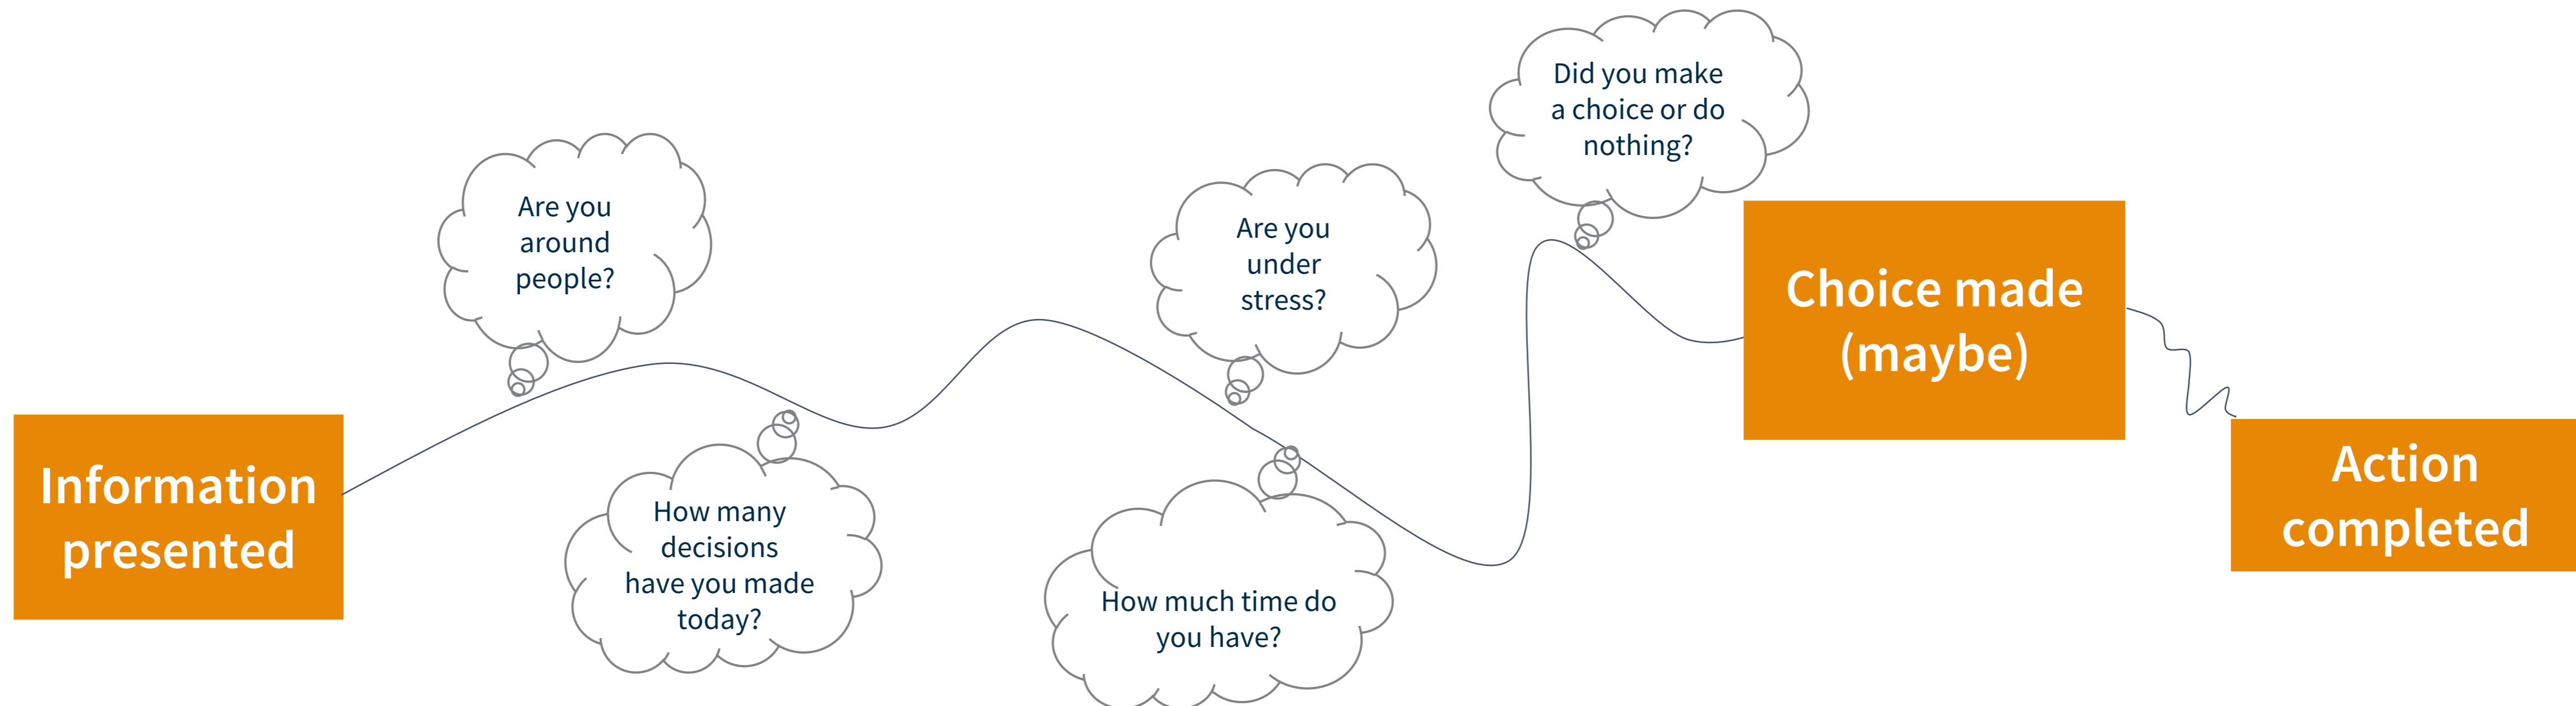 Information
presented
Are you
around
people?
How many
decisions
have you made
today?
Are you
under
stress?
How much time do
you have?
Did you make
a choice or do
nothing?
Choice made
(maybe)
Action
completed